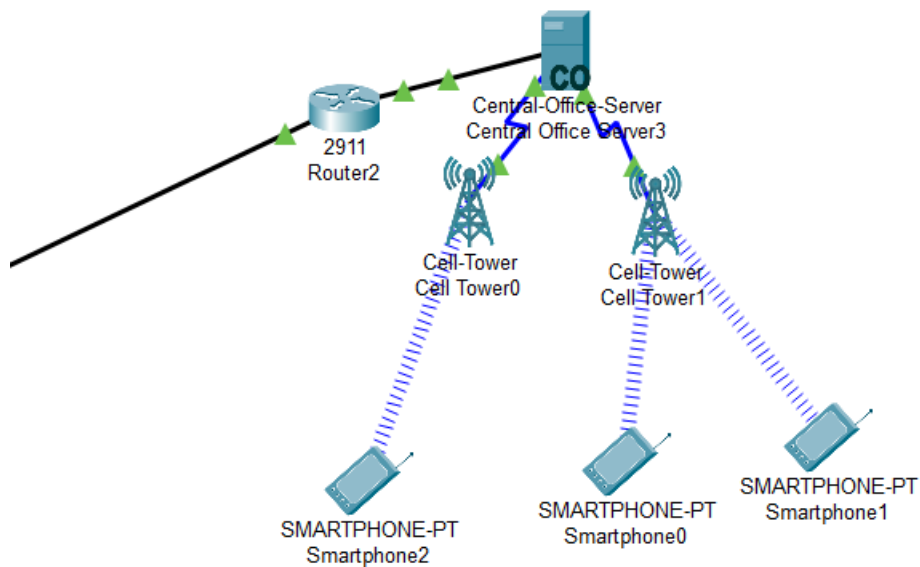 CO
Central-Office-Server
Central Office Server3
2911
Router2
Cell-Tower
Cell Tower0
Cell-Tower
Cell Tower1
SMARTPHONE-PT
Smartphone2
SMARTPHONE-PT
Smartphone0
SMARTPHONE-PT
Smartphone1